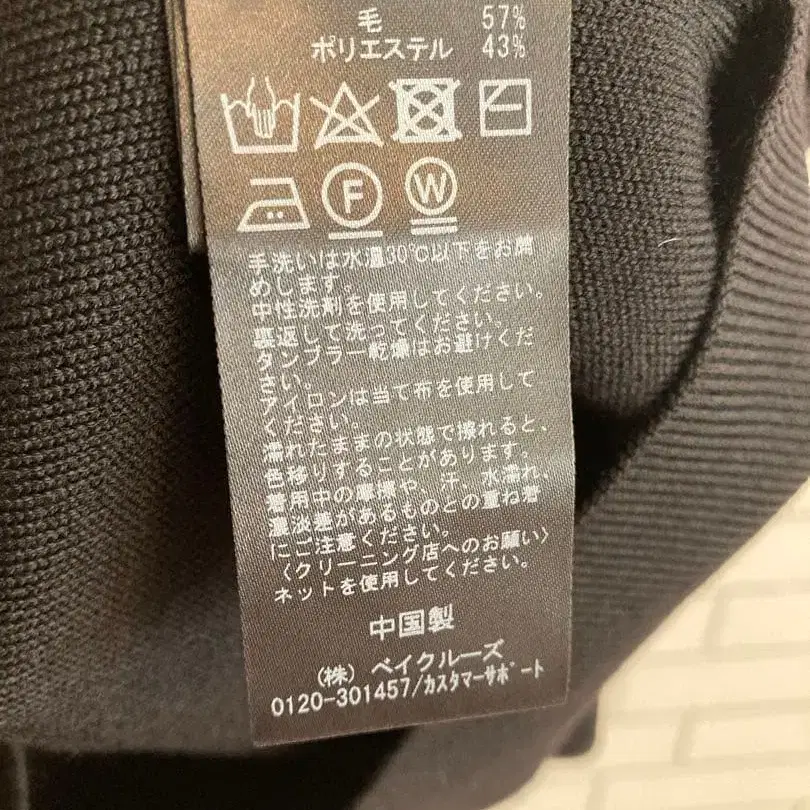 毛 57%
ポリエステル 43%
F W
手洗いは水温30℃以下をお薦
めします。
中性洗剤を使用してください。
裏返して洗ってください。
タンブラー乾燥はお避けくだ
さい。
アイロンは当て布を使用して
ください。
濡れたままの状態で擦れると、
色移りすることがあります。
着用中の摩擦や、汗、水濡れ、
濃淡差があるものとの重ね着
にご注意ください。
〈クリーニング店へのお願い〉
ネットを使用してください。
中国製
(株) ベイクルーズ
0120-301457/ｶｽﾀﾏｰｻﾎﾟｰﾄ